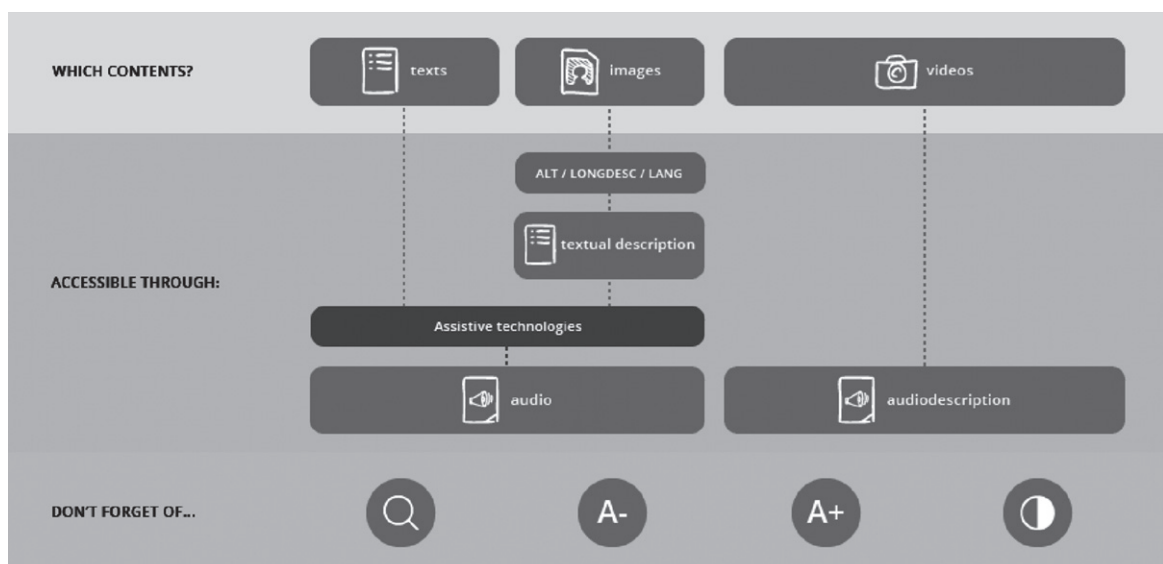 WHICH CONTENTS?
texts
images
videos
ALT / LONGDESC / LANG
textual description
ACCESSIBLE THROUGH:
Assistive technologies
audio
audiodescription
DON'T FORGET OF...
A-
A+